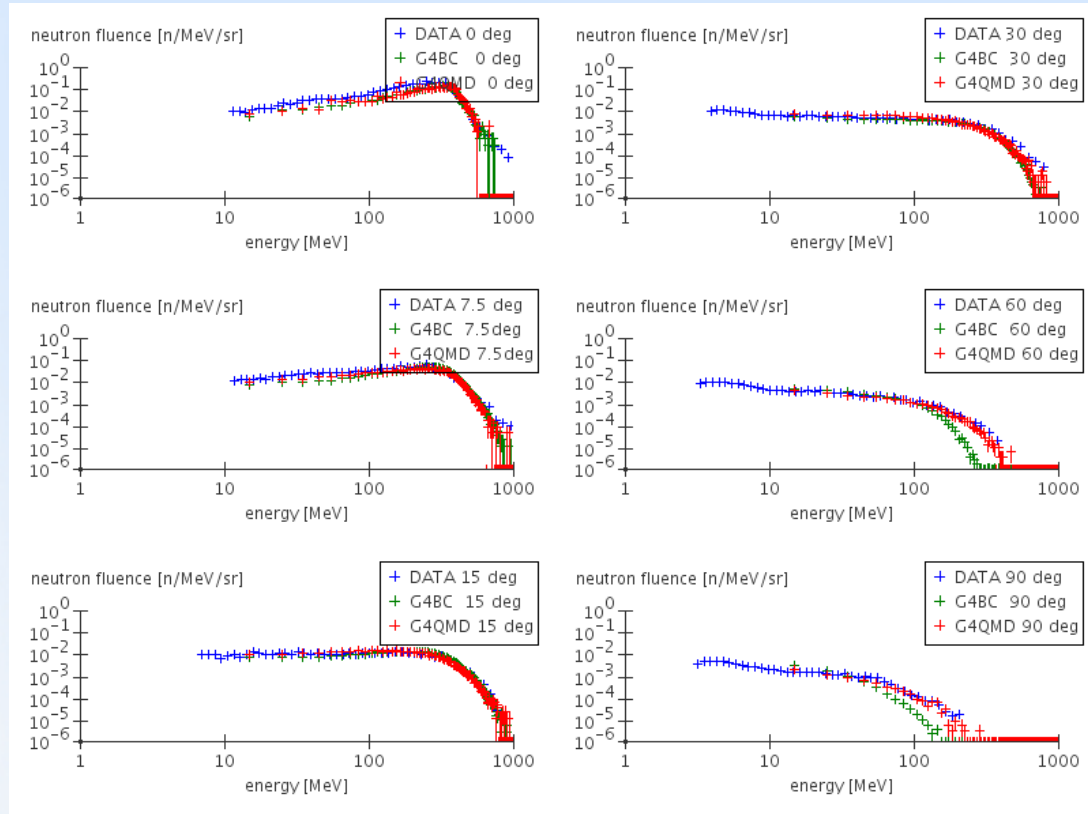 neutron fluence [n/MeV/sr]
DATA 0 deg
G4BC 0 deg
G4QMD 0 deg
10^0
10^-1
10^-2
10^-3
10^-4
10^-5
10^-6
1 10 100 1000
energy [MeV]
neutron fluence [n/MeV/sr]
DATA 30 deg
G4BC 30 deg
G4QMD 30 deg
10^0
10^-1
10^-2
10^-3
10^-4
10^-5
10^-6
1 10 100 1000
energy [MeV]
neutron fluence [n/MeV/sr]
DATA 7.5 deg
G4BC 7.5deg
G4QMD 7.5deg
10^0
10^-1
10^-2
10^-3
10^-4
10^-5
10^-6
1 10 100 1000
energy [MeV]
neutron fluence [n/MeV/sr]
DATA 60 deg
G4BC 60 deg
G4QMD 60 deg
10^0
10^-1
10^-2
10^-3
10^-4
10^-5
10^-6
1 10 100 1000
energy [MeV]
neutron fluence [n/MeV/sr]
DATA 15 deg
G4BC 15 deg
G4QMD 15 deg
10^0
10^-1
10^-2
10^-3
10^-4
10^-5
10^-6
1 10 100 1000
energy [MeV]
neutron fluence [n/MeV/sr]
DATA 90 deg
G4BC 90 deg
G4QMD 90 deg
10^0
10^-1
10^-2
10^-3
10^-4
10^-5
10^-6
1 10 100 1000
energy [MeV]